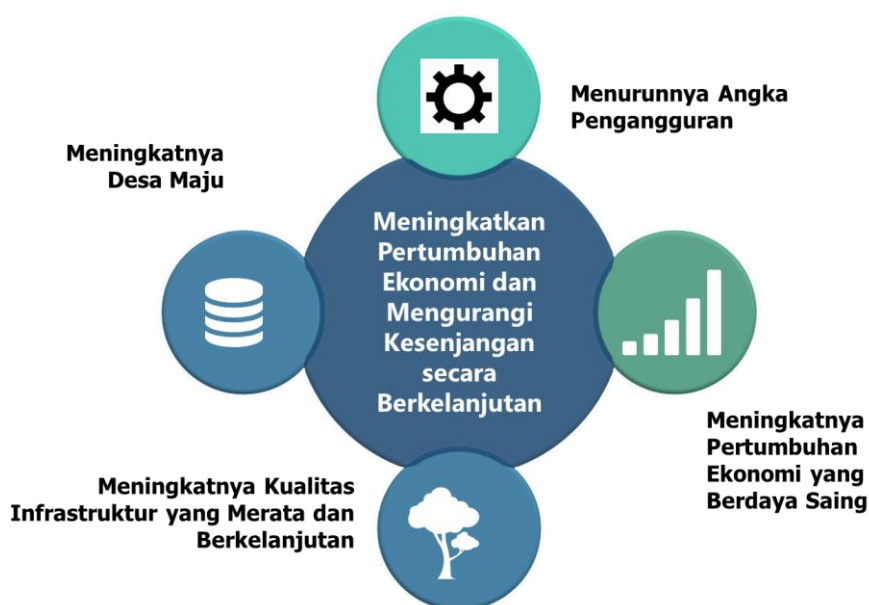 Menurunnya Angka
Pengangguran
Meningkatnya
Desa Maju
Meningkatkan
Pertumbuhan
Ekonomi dan
Mengurangi
Kesenjangan
secara
Berkelanjutan
Meningkatnya
Pertumbuhan
Ekonomi yang
Berdaya Saing
Meningkatnya Kualitas
Infrastruktur yang Merata dan
Berkelanjutan